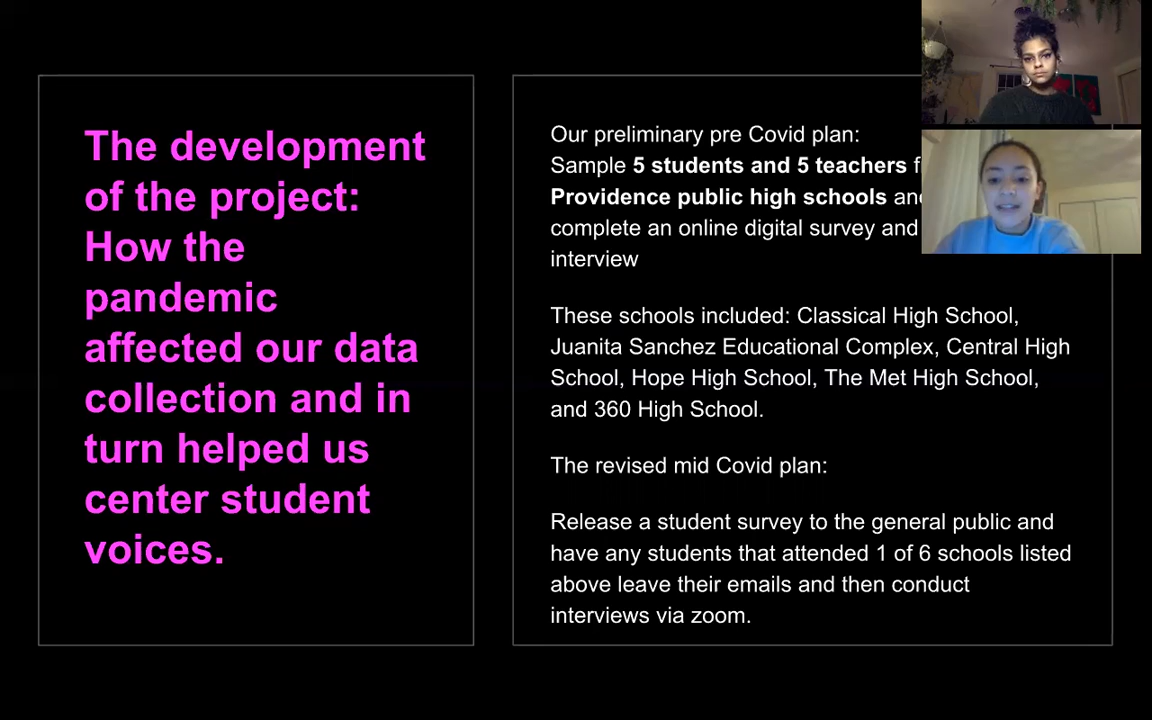 The development
of the project:
How the
pandemic
affected our data
collection and in
turn helped us
center student
voices.
Our preliminary pre Covid plan:
Sample 5 students and 5 teachers
Providence public high schools
complete an online digital survey and
interview
These schools included: Classical High School,
Juanita Sanchez Educational Complex, Central High
School, Hope High School, The Met High School,
and 360 High School.
The revised mid Covid plan:
Release a student survey to the general public and
have any students that attended 1 of 6 schools listed
above leave their emails and then conduct
interviews via zoom.